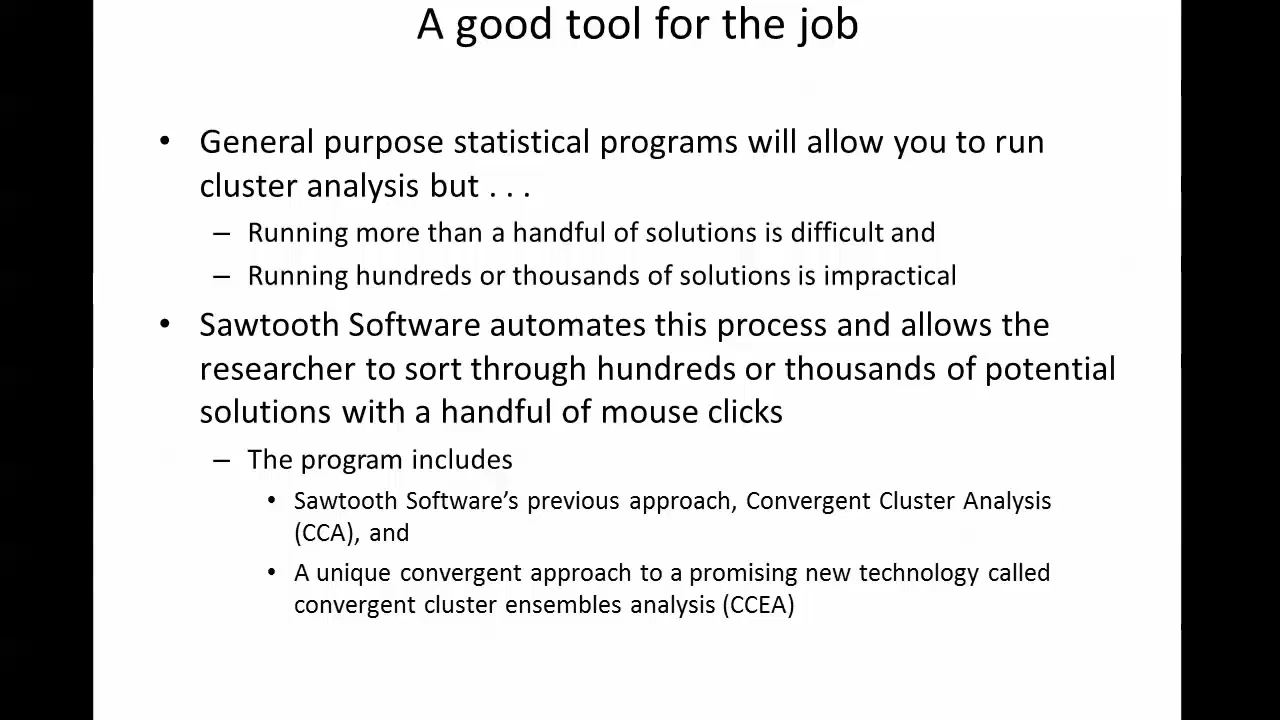 A good tool for the job
• General purpose statistical programs will allow you to run
cluster analysis but . . .
– Running more than a handful of solutions is difficult and
– Running hundreds or thousands of solutions is impractical
• Sawtooth Software automates this process and allows the
researcher to sort through hundreds or thousands of potential
solutions with a handful of mouse clicks
– The program includes
• Sawtooth Software’s previous approach, Convergent Cluster Analysis
(CCA), and
• A unique convergent approach to a promising new technology called
convergent cluster ensembles analysis (CCEA)